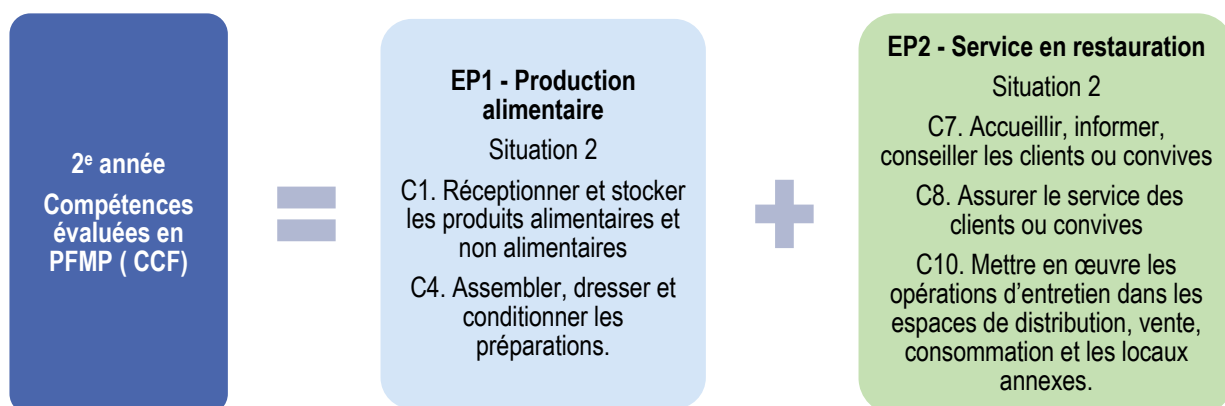 2e année
Compétences
évaluées en
PFMP ( CCF)
=
EP1 - Production
alimentaire
Situation 2
C1. Réceptionner et stocker
les produits alimentaires et
non alimentaires
C4. Assembler, dresser et
conditionner les
préparations.
+
EP2 - Service en restauration
Situation 2
C7. Accueillir, informer,
conseiller les clients ou convives
C8. Assurer le service des
clients ou convives
C10. Mettre en œuvre les
opérations d’entretien dans les
espaces de distribution, vente,
consommation et les locaux
annexes.